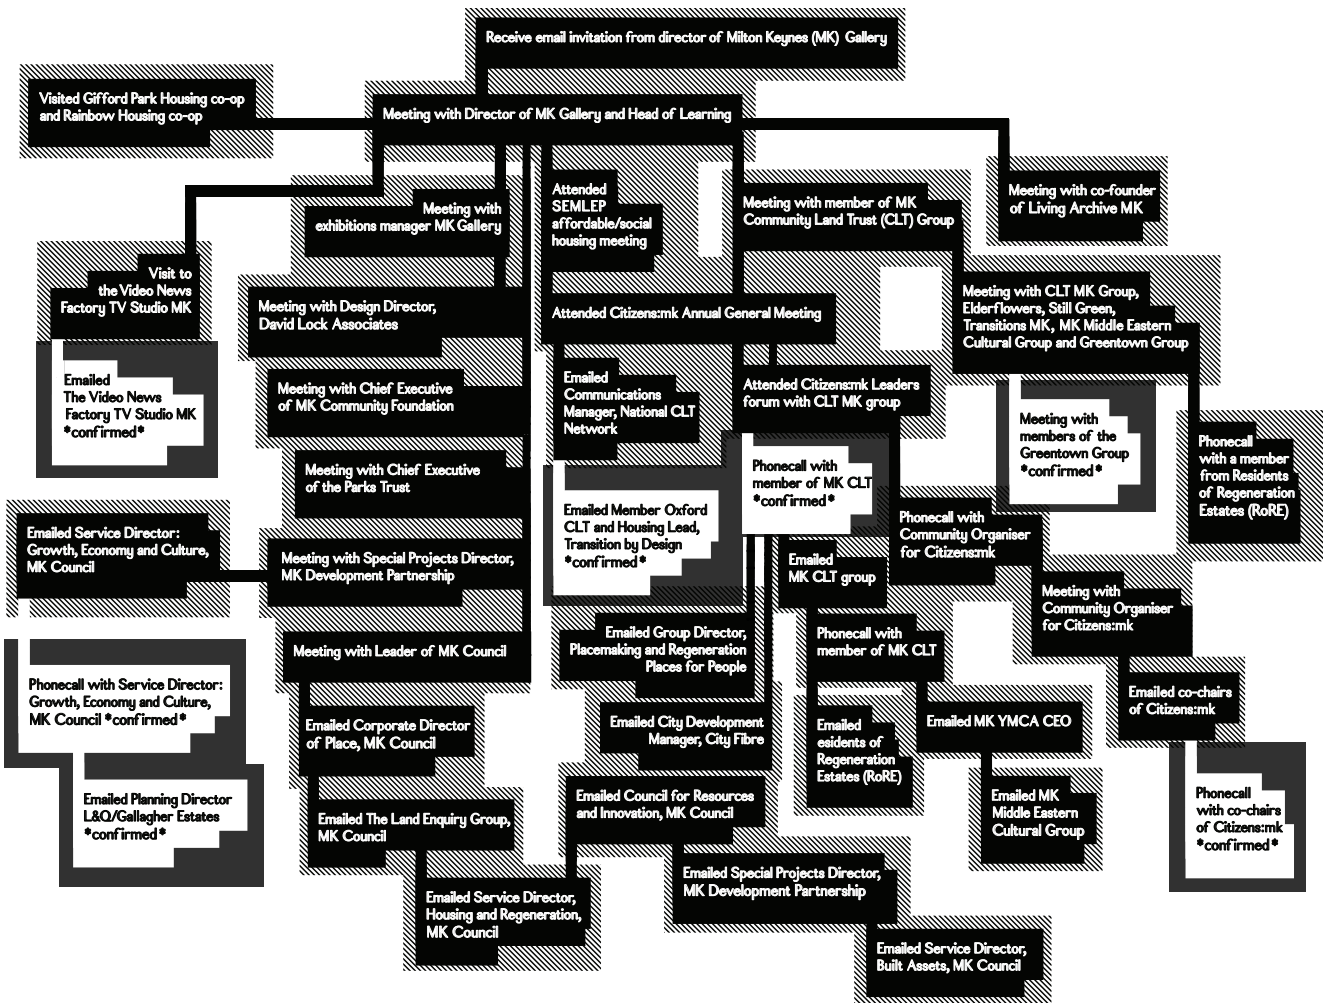 Receive email invitation from director of Milton Keynes (MK) Gallery
Visited Gifford Park Housing co-op
and Rainbow Housing co-op
Meeting with Director of MK Gallery and Head of Learning
Meeting with co-founder
of Living Archive MK
Meeting with
exhibitions manager MK Gallery
Attended
SEMLEP
affordable/social
housing meeting
Meeting with member of MK
Community Land Trust (CLT) Group
Visit to
the Video News
Factory TV Studio MK
Meeting with Design Director,
David Lock Associates
Attended Citizens:mk Annual General Meeting
Meeting with CLT MK Group,
Elderflowers, Still Green,
Transitions MK, MK Middle Eastern
Cultural Group and Greentown Group
Emailed
The Video News
Factory TV Studio MK
*confirmed*
Meeting with Chief Executive
of MK Community Foundation
Emailed
Communications
Manager, National CLT
Network
Attended Citizens:mk Leaders
forum with CLT MK group
Meeting with
members of the
Greentown Group
*confirmed*
Phonecall
with a member
from Residents
of Regeneration
Estates (RoRE)
Meeting with Chief Executive
of the Parks Trust
Phonecall with
member of MK CLT
*confirmed*
Emailed Member Oxford
CLT and Housing Lead,
Transition by Design
*confirmed*
Phonecall with
Community Organiser
for Citizens:mk
Emailed Service Director:
Growth, Economy and Culture,
MK Council
Meeting with Special Projects Director,
MK Development Partnership
Emailed
MK CLT group
Meeting with
Community Organiser
for Citizens:mk
Meeting with Leader of MK Council
Emailed Group Director,
Placemaking and Regeneration
Places for People
Phonecall with
member of MK CLT
Phonecall with Service Director:
Growth, Economy and Culture,
MK Council *confirmed*
Emailed co-chairs
of Citizens:mk
Emailed Corporate Director
of Place, MK Council
Emailed City Development
Manager, City Fibre
Emailed
esidents of
Regeneration
Estates (RoRE)
Emailed MK YMCA CEO
Emailed Planning Director
L&Q/Gallagher Estates
*confirmed*
Emailed The Land Enquiry Group,
MK Council
Emailed Council for Resources
and Innovation, MK Council
Emailed MK
Middle Eastern
Cultural Group
Phonecall
with co-chairs
of Citizens:mk
*confirmed*
Emailed Service Director,
Housing and Regeneration,
MK Council
Emailed Special Projects Director,
MK Development Partnership
Emailed Service Director,
Built Assets, MK Council